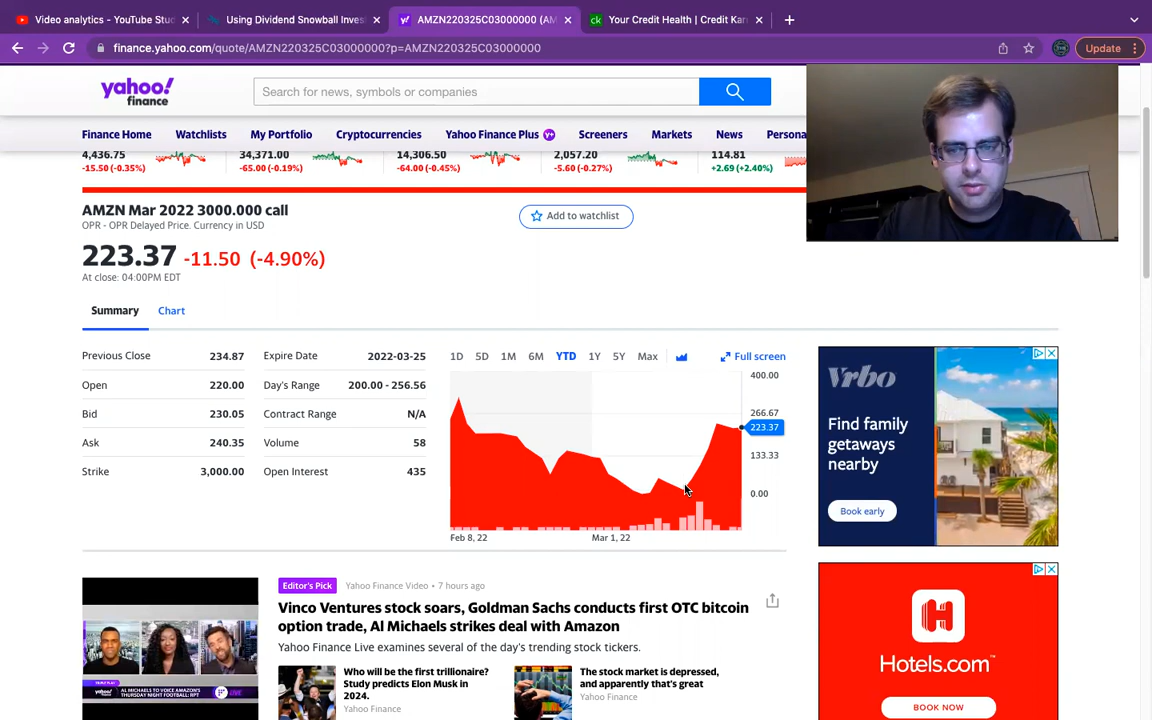 Video analytics - YouTube Stud
Using Dividend Snowball Inves
AMZN220325C03000000 (AM
Your Credit Health | Credit Kar
finance.yahoo.com/quote/AMZN220325C03000000?p=AMZN220325C03000000
Update
yahoo!
finance
Search for news, symbols or companies
Finance Home Watchlists My Portfolio Cryptocurrencies Yahoo Finance Plus Screeners Markets News Persona
4,436.75 34,371.00 14,306.50 2,057.20 114.81
-15.50 (-0.35%) -65.00 (-0.19%) -64.00 (-0.45%) -5.60 (-0.27%) +2.69 (+2.40%)
AMZN Mar 2022 3000.000 call
OPR - OPR Delayed Price. Currency in USD
Add to watchlist
223.37 -11.50 (-4.90%)
At close: 04:00PM EDT
Summary Chart
Previous Close 234.87
Open 220.00
Bid 230.05
Ask 240.35
Strike 3,000.00
Expire Date 2022-03-25
Day's Range 200.00 - 256.56
Contract Range N/A
Volume 58
Open Interest 435
1D 5D 1M 6M YTD 1Y 5Y Max Full screen
400.00
266.67
223.37
133.33
0.00
Feb 8, 22 Mar 1, 22
Vrbo
Find family
getaways
nearby
Book early
Editor's Pick Yahoo Finance Video • 7 hours ago
Vinco Ventures stock soars, Goldman Sachs conducts first OTC bitcoin
option trade, Al Michaels strikes deal with Amazon
Yahoo Finance Live examines several of the day's trending stock tickers.
yahoo!
AL MICHAELS TO VOICE AMAZON'S
THURSDAY NIGHT FOOTBALL RPT
LIVE
Who will be the first trillionaire?
Study predicts Elon Musk in
2024.
Yahoo Finance
The stock market is depressed,
and apparently that's great
Yahoo Finance
H
Hotels.com
BOOK NOW